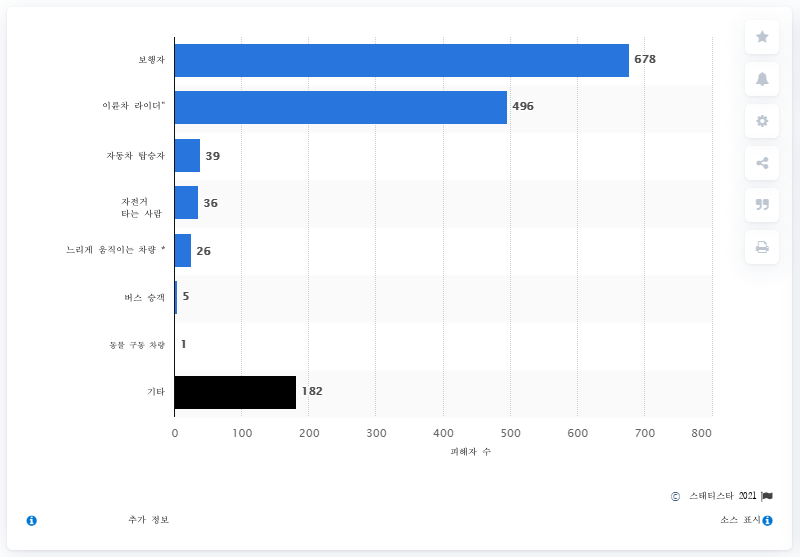 보행자
678
이륜차 라이더"
496
자동차 탑승자
39
자전거
타는 사람
36
느리게 움직이는 차량 *
26
버스 승객
5
동물 구동 차량
1
기타
182
0 100 200 300 400 500 600 700 800
피해자 수
© 스태티스타 2021
추가 정보
소스 표시